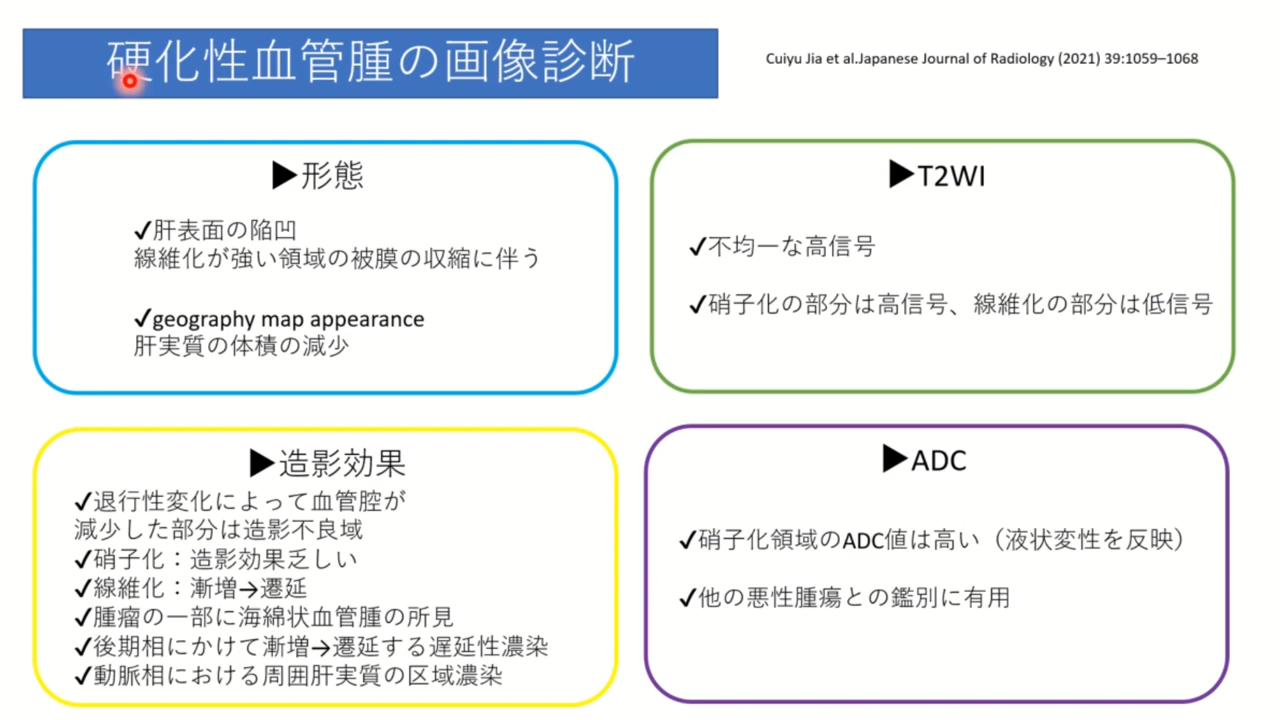 硬化性血管腫の画像診断
Cuiyu Jia et al.Japanese Journal of Radiology (2021) 39:1059–1068
▶形態
✓肝表面の陥凹
線維化が強い領域の被膜の収縮に伴う
✓geography map appearance
肝実質の体積の減少
▶T2WI
✓不均一な高信号
✓硝子化の部分は高信号、線維化の部分は低信号
▶造影効果
✓退行性変化によって血管腔が
減少した部分は造影不良域
✓硝子化：造影効果乏しい
✓線維化：漸増→遷延
✓腫瘤の一部に海綿状血管腫の所見
✓後期相にかけて漸増→遷延する遅延性濃染
✓動脈相における周囲肝実質の区域濃染
▶ADC
✓硝子化領域のADC値は高い（液状変性を反映）
✓他の悪性腫瘍との鑑別に有用